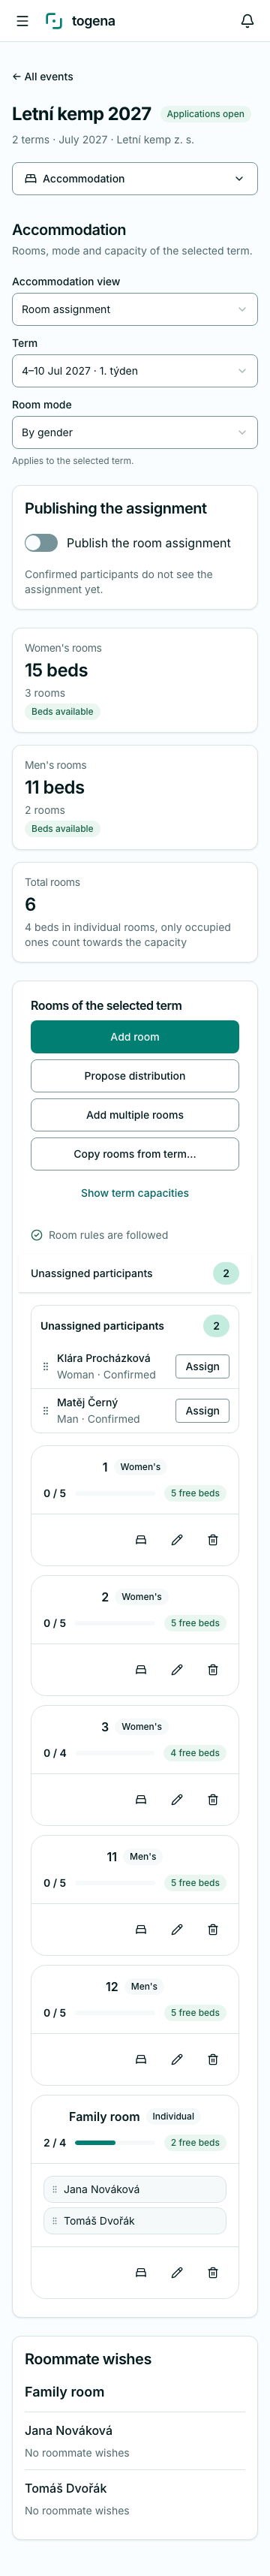 togena
← All events
Letní kemp 2027 Applications open
2 terms · July 2027 · Letní kemp z. s.
Accommodation
Accommodation
Rooms, mode and capacity of the selected term.
Accommodation view
Room assignment
Term
4–10 Jul 2027 · 1. týden
Room mode
By gender
Applies to the selected term.
Publishing the assignment
Publish the room assignment
Confirmed participants do not see the
assignment yet.
Women's rooms
15 beds
3 rooms
Beds available
Men's rooms
11 beds
2 rooms
Beds available
Total rooms
6
4 beds in individual rooms, only occupied
ones count towards the capacity
Rooms of the selected term
Add room
Propose distribution
Add multiple rooms
Copy rooms from term...
Show term capacities
Room rules are followed
Unassigned participants 2
Unassigned participants 2
Klára Procházková
Woman · Confirmed
Assign
Matěj Černý
Man · Confirmed
Assign
1 Women's
0 / 5 5 free beds
2 Women's
0 / 5 5 free beds
3 Women's
0 / 4 4 free beds
11 Men's
0 / 5 5 free beds
12 Men's
0 / 5 5 free beds
Family room Individual
2 / 4 2 free beds
Jana Nováková
Tomáš Dvořák
Roommate wishes
Family room
Jana Nováková
No roommate wishes
Tomáš Dvořák
No roommate wishes